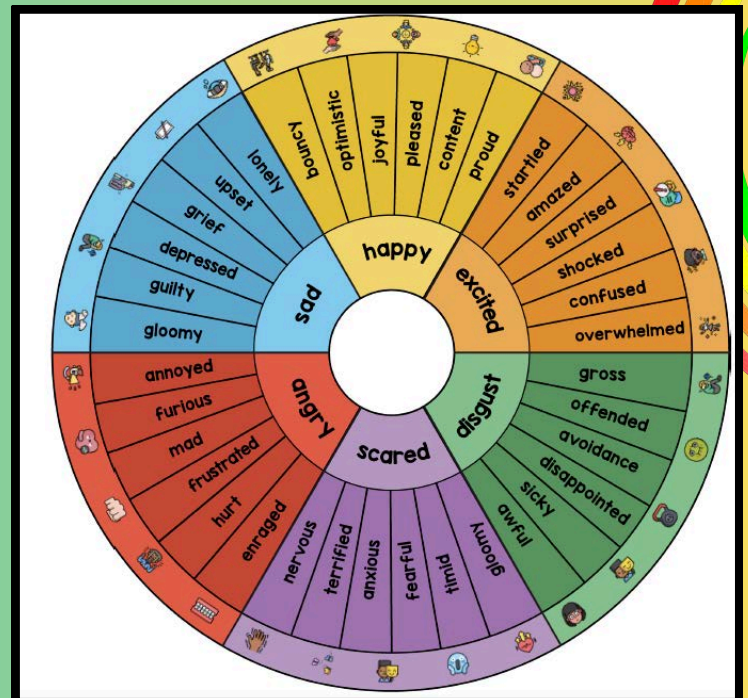 happy
bouncy
optimistic
joyful
pleased
content
proud
excited
startled
amazed
surprised
shocked
confused
overwhelmed
disgust
gross
offended
avoidance
disappointed
sicky
awful
scared
gloomy
timid
fearful
anxious
terrified
nervous
angry
enraged
hurt
frustrated
mad
furious
annoyed
sad
gloomy
guilty
depressed
grief
upset
lonely